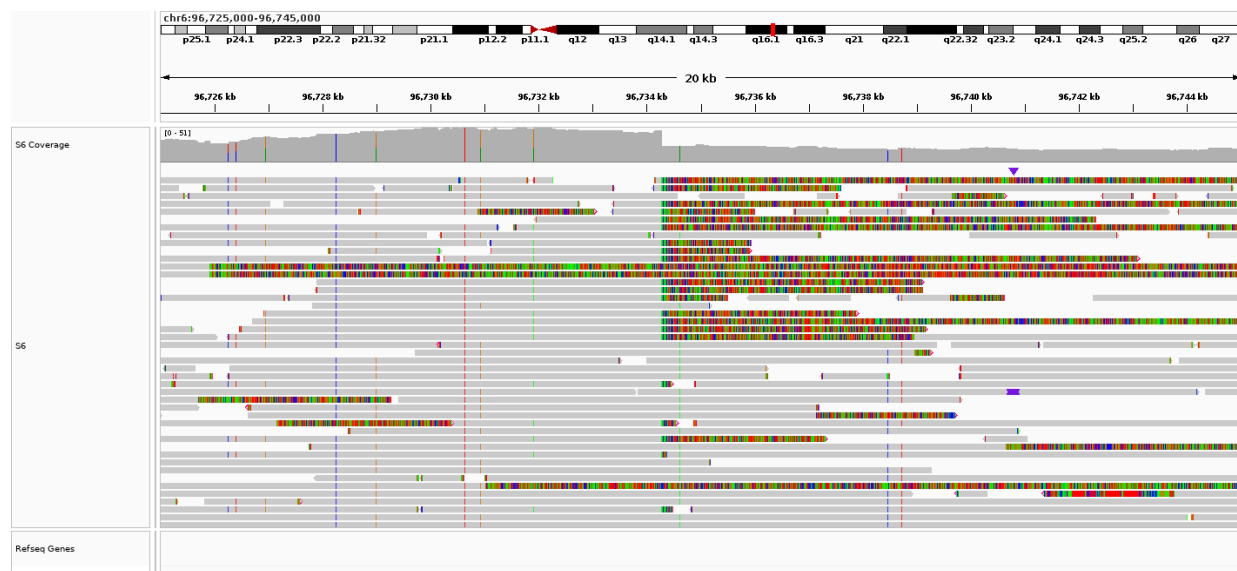 chr6:96,725,000-96,745,000
p25.1 p24.1 p22.3 p22.2 p21.32 p21.1 p12.2 p11.1 q12 q13 q14.1 q14.3 q16.1 q16.3 q21 q22.1 q22.32 q23.2 q24.1 q24.3 q25.2 q26 q27
20 kb
96,726 kb 96,728 kb 96,730 kb 96,732 kb 96,734 kb 96,736 kb 96,738 kb 96,740 kb 96,742 kb 96,744 kb
S6 Coverage
[0 - 51]
S6
Refseq Genes